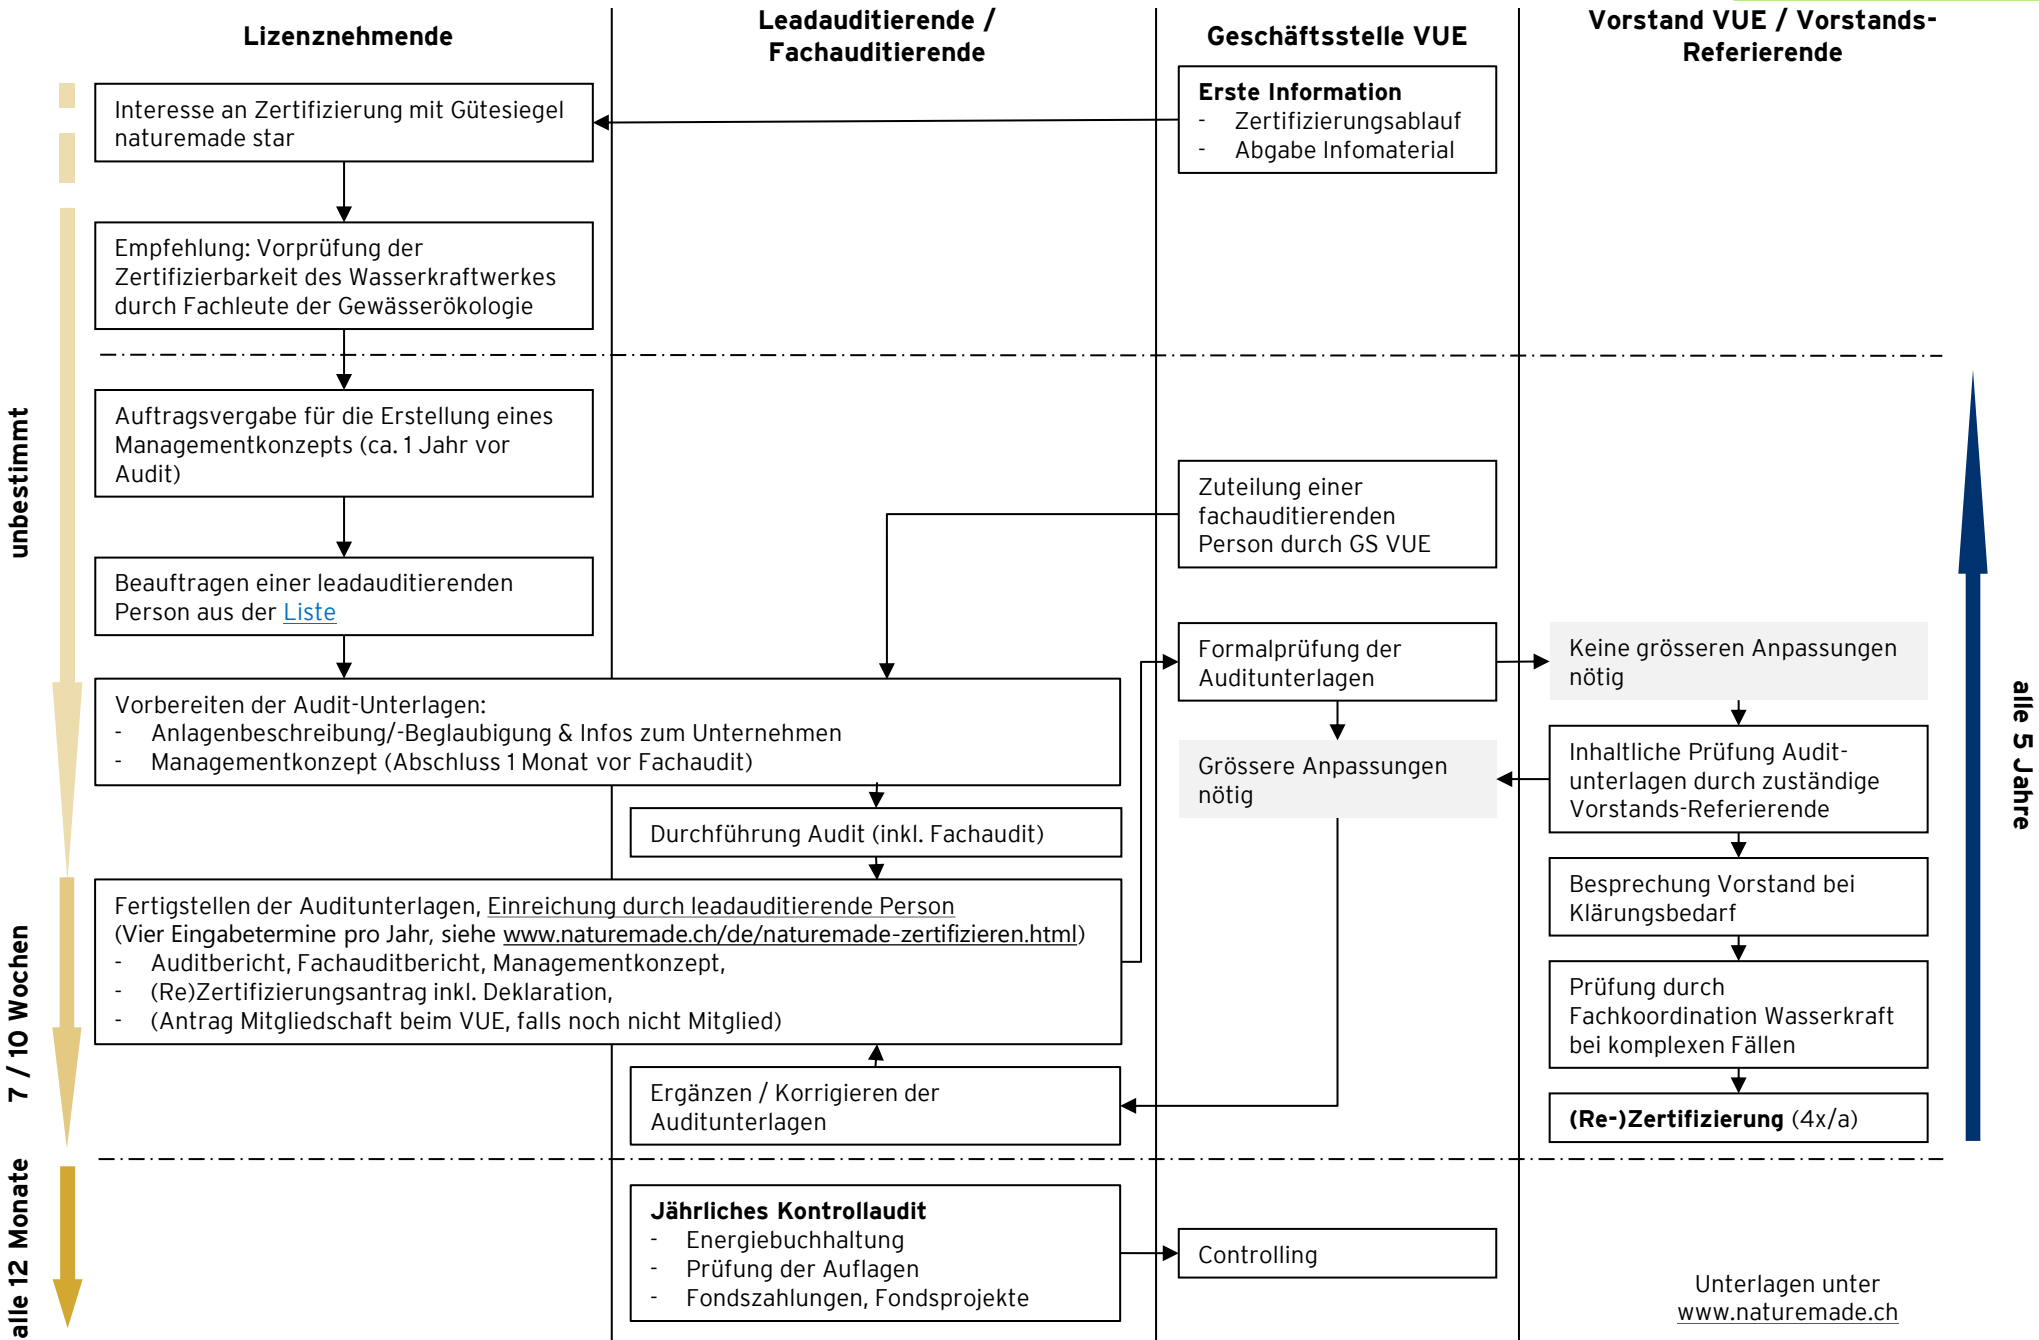 Lizenznehmende
Leadauditierende /
Fachauditierende
Geschäftsstelle VUE
Vorstand VUE / Vorstands-
Referierende
Interesse an Zertifizierung mit Gütesiegel
naturemade star
Erste Information
- Zertifizierungsablauf
- Abgabe Infomaterial
Empfehlung: Vorprüfung der
Zertifizierbarkeit des Wasserkraftwerkes
durch Fachleute der Gewässerökologie
unbestimmt
Auftragsvergabe für die Erstellung eines
Managementkonzepts (ca. 1 Jahr vor
Audit)
Zuteilung einer
fachauditierenden
Person durch GS VUE
Beauftragen einer leadauditierenden
Person aus der Liste
Formalprüfung der
Auditunterlagen
Keine grösseren Anpassungen
nötig
Vorbereiten der Audit-Unterlagen:
- Anlagenbeschreibung/-Beglaubigung & Infos zum Unternehmen
- Managementkonzept (Abschluss 1 Monat vor Fachaudit)
Grössere Anpassungen
nötig
Inhaltliche Prüfung Audit-
unterlagen durch zuständige
Vorstands-Referierende
alle 5 Jahre
Durchführung Audit (inkl. Fachaudit)
Besprechung Vorstand bei
Klärungsbedarf
7 / 10 Wochen
Fertigstellen der Auditunterlagen, Einreichung durch leadauditierende Person
(Vier Eingabetermine pro Jahr, siehe www.naturemade.ch/de/naturemade-zertifizieren.html)
- Auditbericht, Fachauditbericht, Managementkonzept,
- (Re)Zertifizierungsantrag inkl. Deklaration,
- (Antrag Mitgliedschaft beim VUE, falls noch nicht Mitglied)
Prüfung durch
Fachkoordination Wasserkraft
bei komplexen Fällen
Ergänzen / Korrigieren der
Auditunterlagen
(Re-)Zertifizierung (4x/a)
alle 12 Monate
Jährliches Kontrollaudit
- Energiebuchhaltung
- Prüfung der Auflagen
- Fondszahlungen, Fondsprojekte
Controlling
Unterlagen unter
www.naturemade.ch